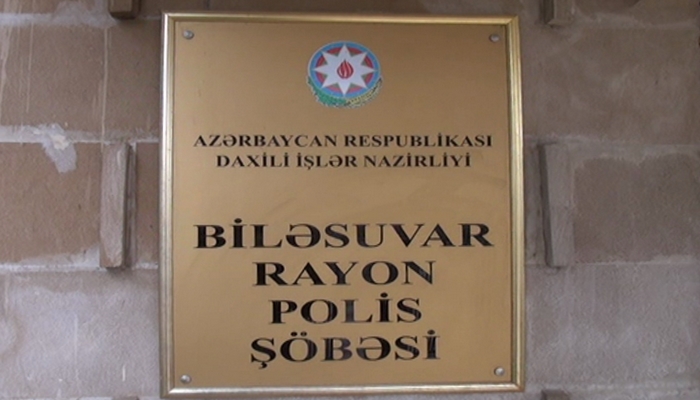 AZƏRBAYCAN RESPUBLİKASI
DAXİLİ İŞLƏR NAZİRLİYİ
BİLƏSUVAR
RAYON
POLİS
ŞÖBƏSİ